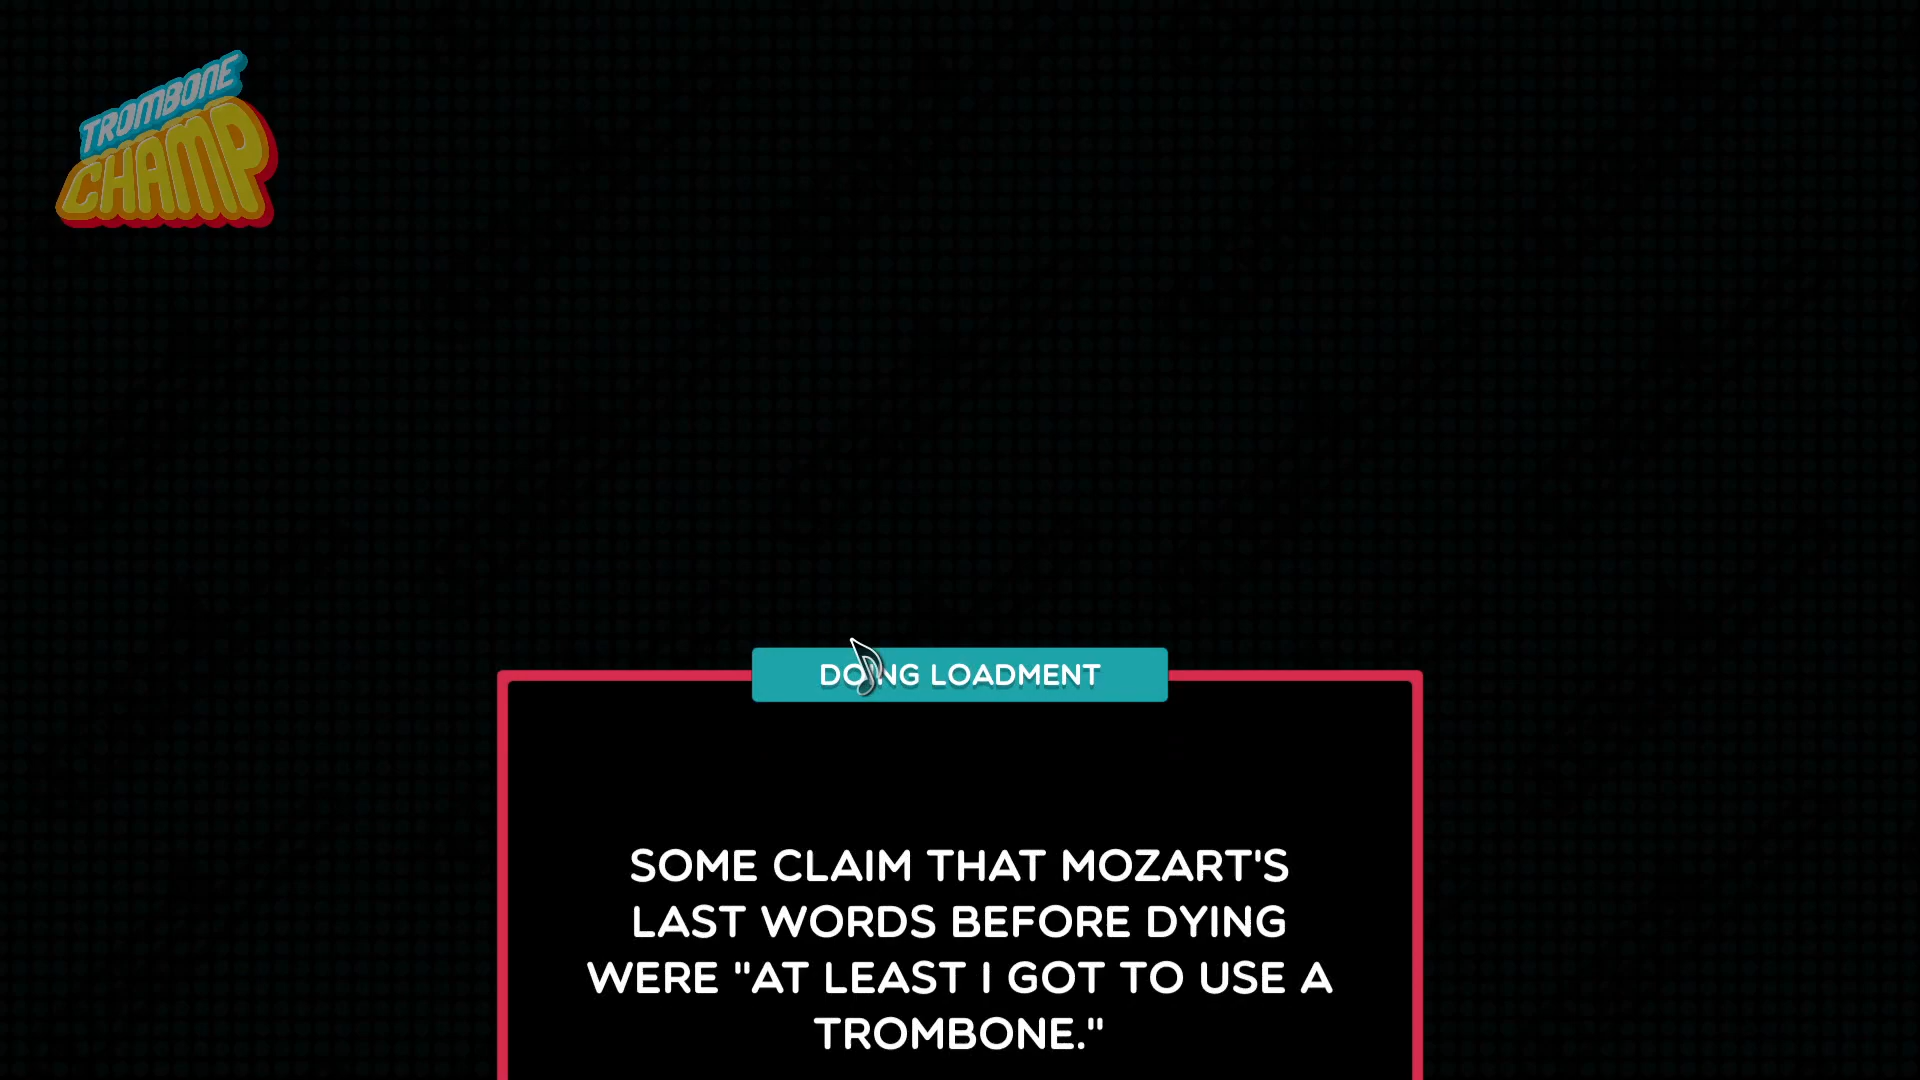 TROMBONE
CHAMP
DOING LOADMENT
SOME CLAIM THAT MOZART'S
LAST WORDS BEFORE DYING
WERE "AT LEAST I GOT TO USE A
TROMBONE."